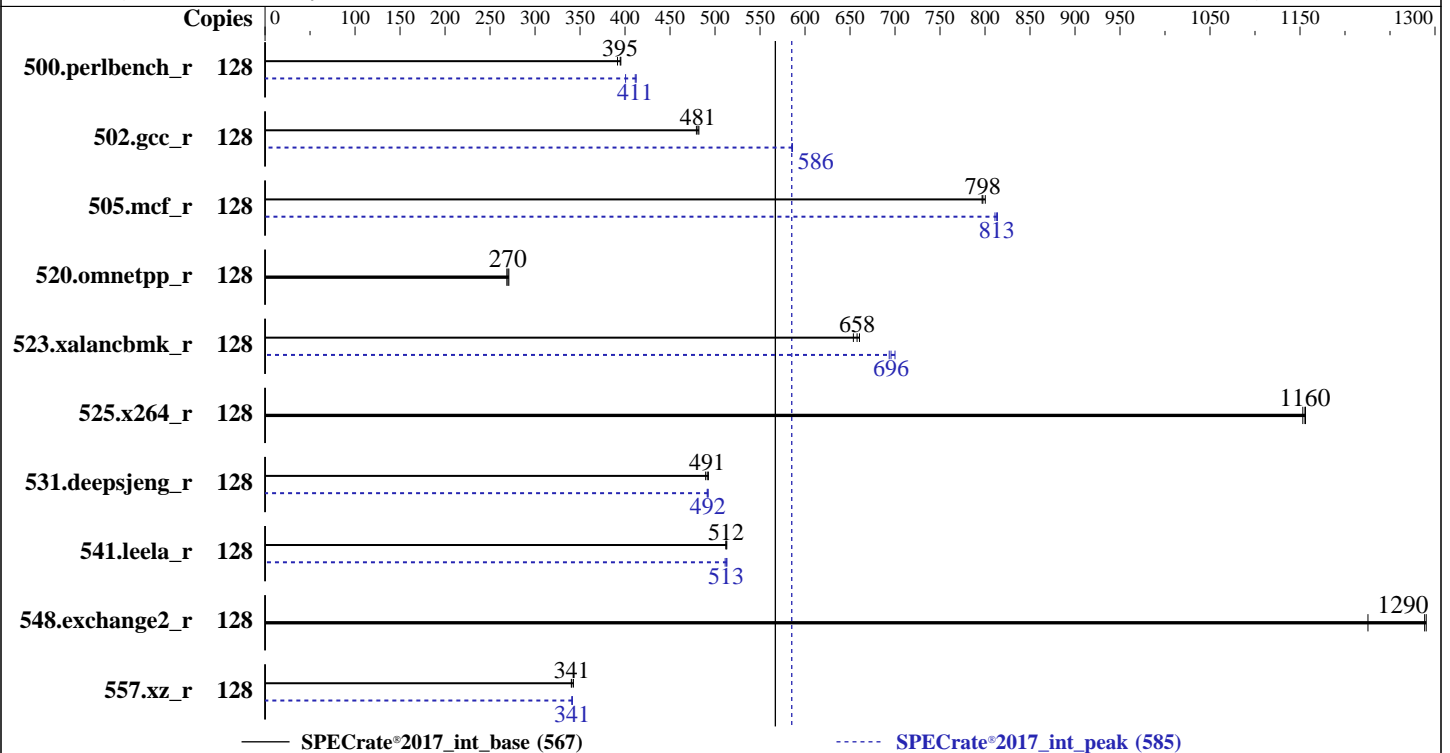 Copies 0 100 150 200 250 300 350 400 450 500 550 600 650 700 750 800 850 900 950 1050 1150 1300
395
500.perlbench_r 128
411
481
502.gcc_r 128
586
798
505.mcf_r 128
813
270
520.omnetpp_r 128
658
523.xalancbmk_r 128
696
1160
525.x264_r 128
491
531.deepsjeng_r 128
492
512
541.leela_r 128
513
1290
548.exchange2_r 128
341
557.xz_r 128
341
SPECrate®2017_int_base (567) SPECrate®2017_int_peak (585)